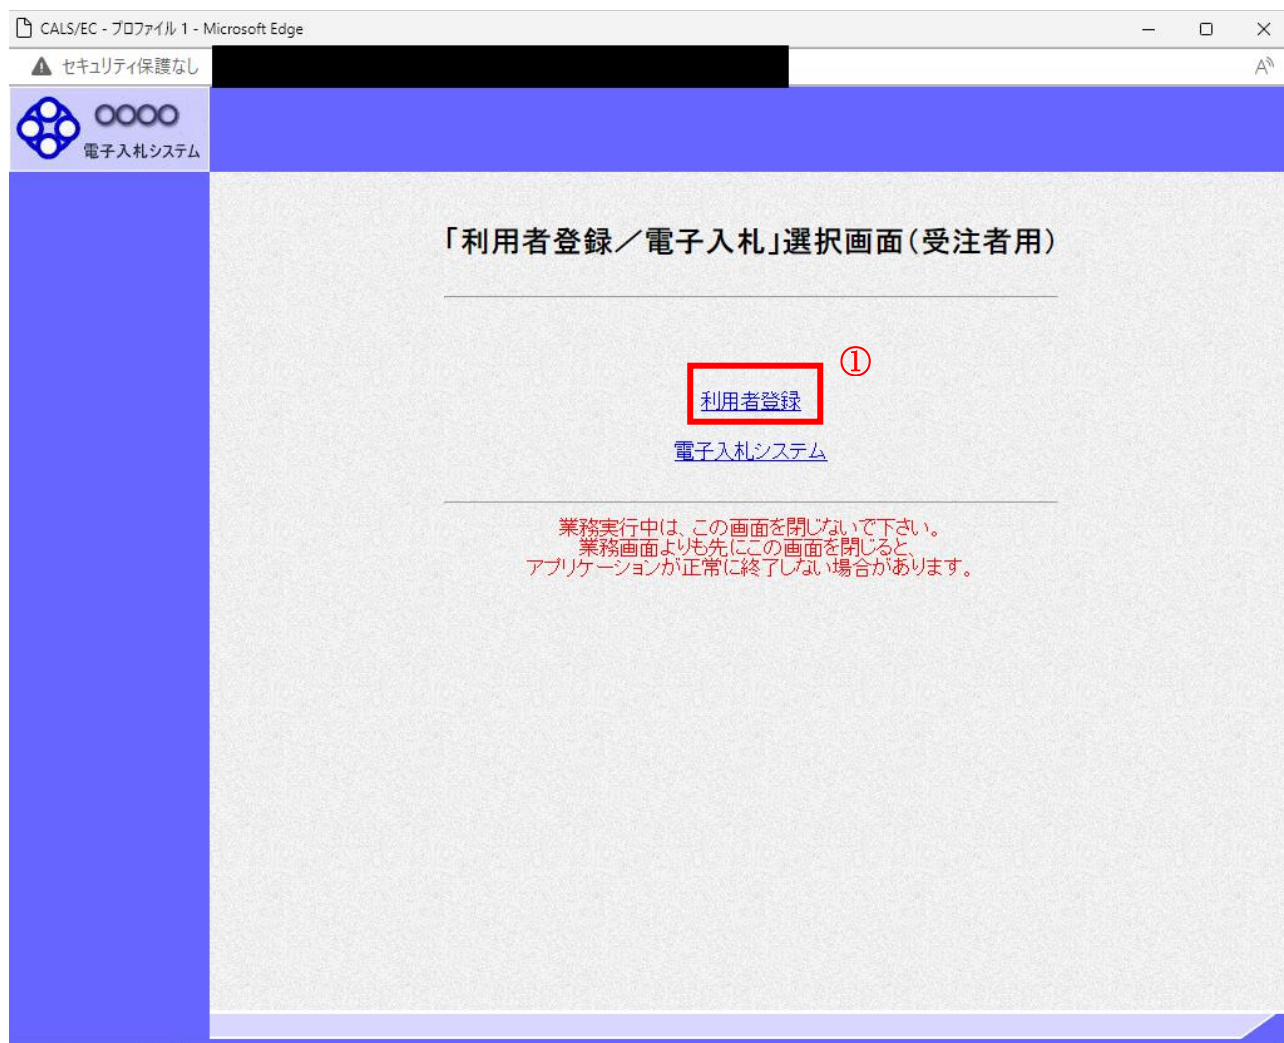 CALS/EC - プロファイル 1 - Microsoft Edge
セキュリティ保護なし
A
○○○○
電子入札システム
「利用者登録／電子入札」選択画面（受注者用）
①
利用者登録
電子入札システム
業務実行中は、この画面を閉じないで下さい。
業務画面よりも先にこの画面を閉じると、
アプリケーションが正常に終了しない場合があります。